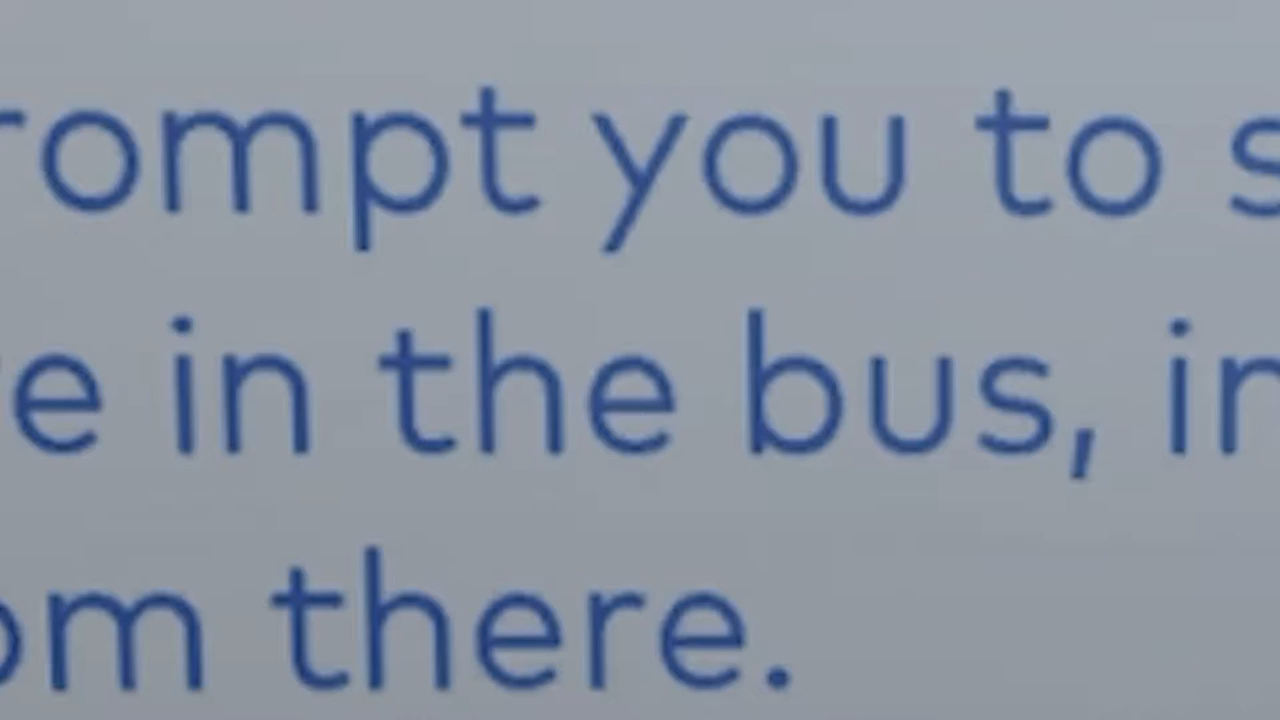 rompt you to s
e in the bus, in
om there.